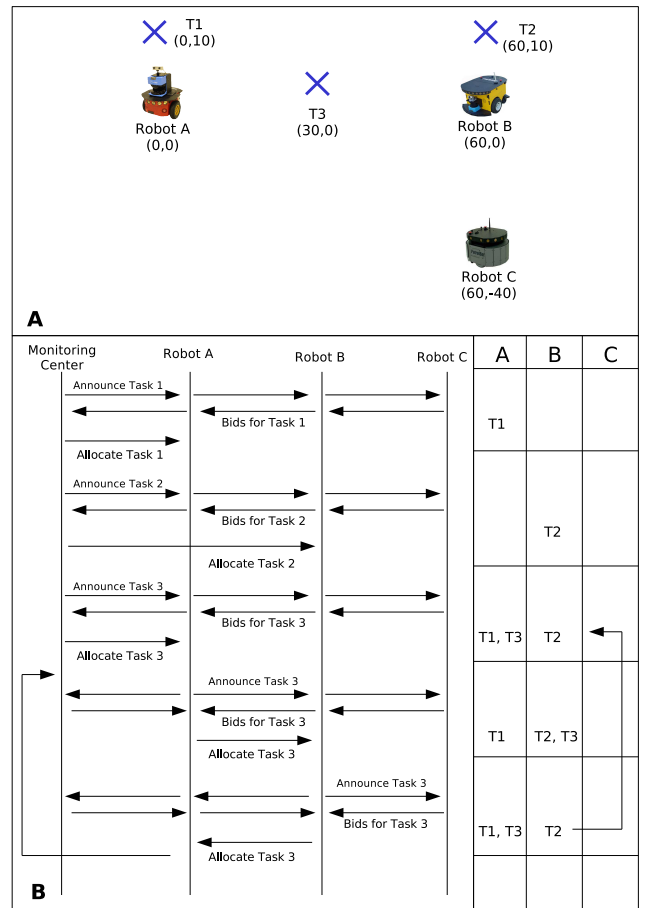 T1
(0,10)
T2
(60,10)
T3
(30,0)
Robot A
(0,0)
Robot B
(60,0)
Robot C
(60,-40)
A
Monitoring
Center
Robot A
Robot B
Robot C
A
B
C
Announce Task 1
Bids for Task 1
T1
Allocate Task 1
Announce Task 2
Bids for Task 2
T2
Allocate Task 2
Announce Task 3
Bids for Task 3
T1, T3
T2
Allocate Task 3
Announce Task 3
Bids for Task 3
T1
T2, T3
Allocate Task 3
Announce Task 3
Bids for Task 3
T1, T3
T2
Allocate Task 3
B